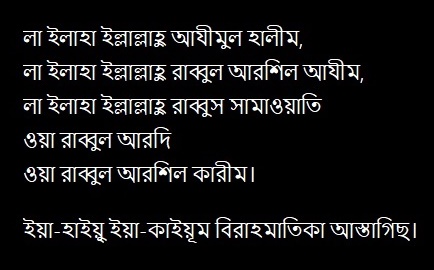 লা ইলাহা ইল্লাল্লাহু আযীমুল হালীম,
লা ইলাহা ইল্লাল্লাহু রাব্বুল আরশিল আযীম,
লা ইলাহা ইল্লাল্লাহু রাব্বুস সামাওয়াতি
ওয়া রাব্বুল আরদি
ওয়া রাব্বুল আরশিল কারীম।
ইয়া-হাইয়ু্ ইয়া-কাইয়ূম বিরাহমাতিকা আস্তাগিছ।